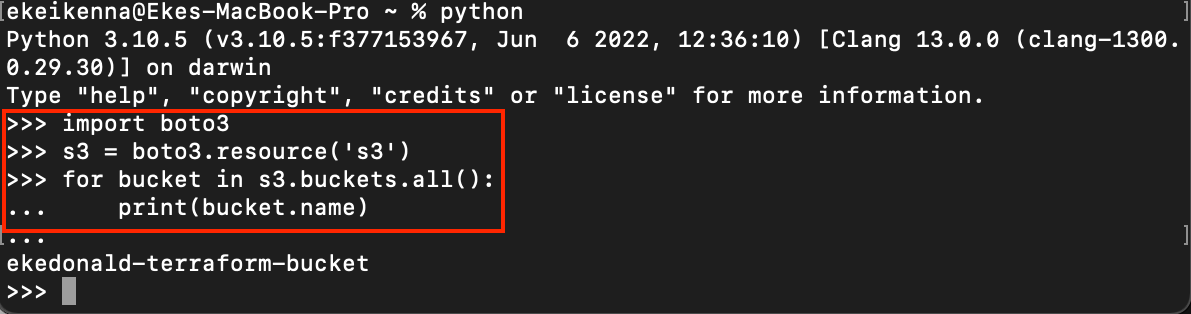 ekeikenna@Ekes-MacBook-Pro ~ % python
Python 3.10.5 (v3.10.5:f377153967, Jun  6 2022, 12:36:10) [Clang 13.0.0 (clang-1300.
0.29.30)] on darwin
Type "help", "copyright", "credits" or "license" for more information.
>>> import boto3
>>> s3 = boto3.resource('s3')
>>> for bucket in s3.buckets.all():
...     print(bucket.name)
...
ekedonald-terraform-bucket
>>>